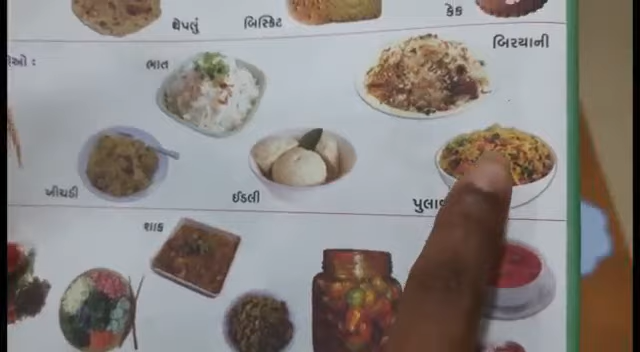 થેપલું
બિસ્કિટ
કેક
ભાત
બિરયાની
ખીચડી
ઈડલી
શાક